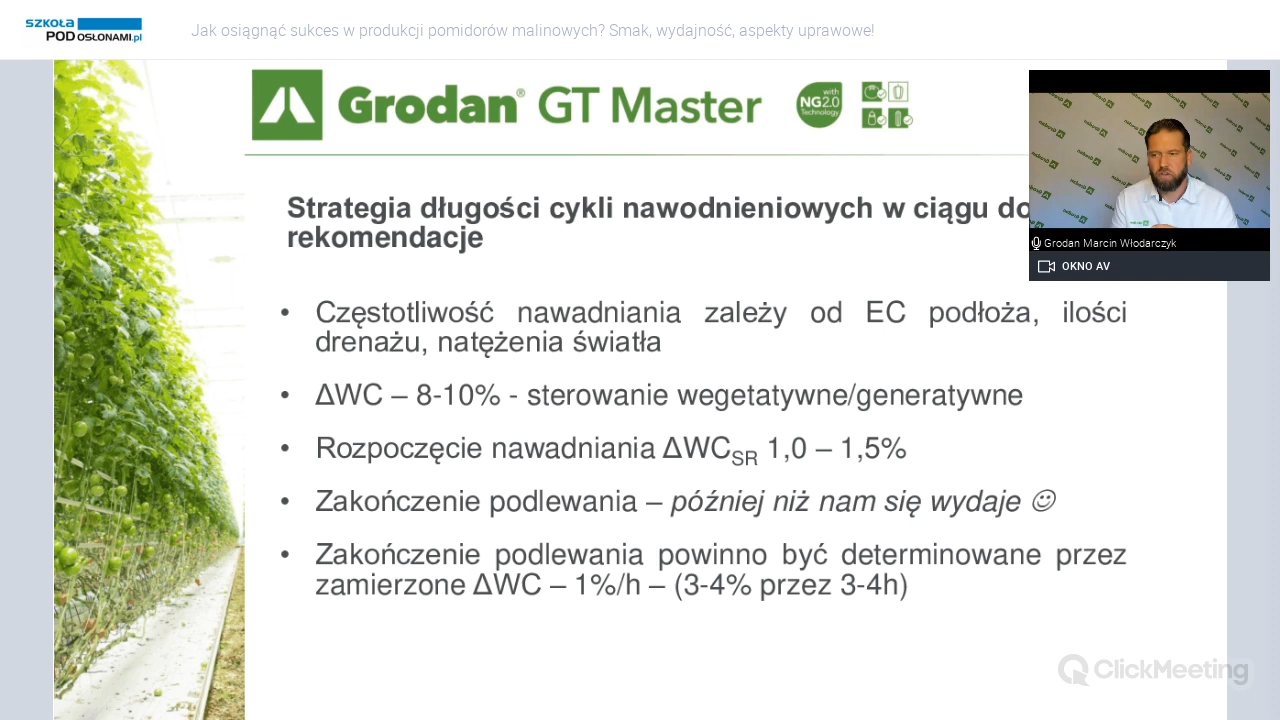 SZKOŁA
POD OSŁONAMI.pl
Jak osiągnąć sukces w produkcji pomidorów malinowych? Smak, wydajność, aspekty uprawowe!
Grodan® GT Master
with
NG2.0
Technology
Strategia długości cykli nawodnieniowych w ciągu do
rekomendacje
• Częstotliwość nawadniania zależy od EC podłoża, ilości
drenażu, natężenia światła
• ΔWC – 8-10% - sterowanie wegetatywne/generatywne
• Rozpoczęcie nawadniania ΔWCSR 1,0 – 1,5%
• Zakończenie podlewania – później niż nam się wydaje ☺
• Zakończenie podlewania powinno być determinowane przez
zamierzone ΔWC – 1%/h – (3-4% przez 3-4h)
Grodan Marcin Włodarczyk
OKNO AV
ClickMeeting